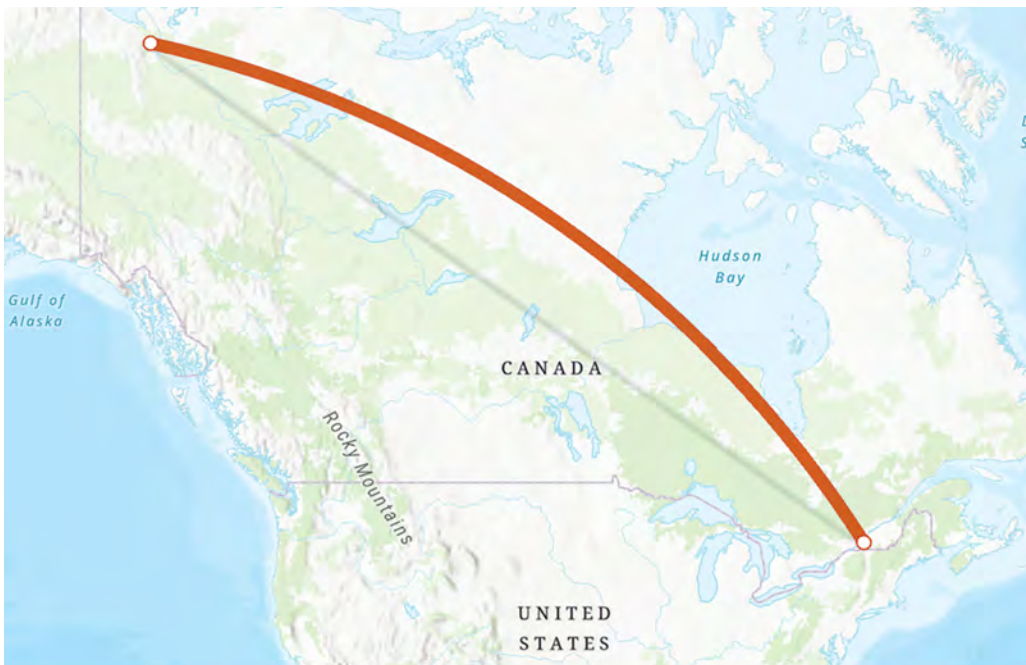 Hudson
Bay
Gulf of
Alaska
CANADA
Rocky Mountains
UNITED
STATES